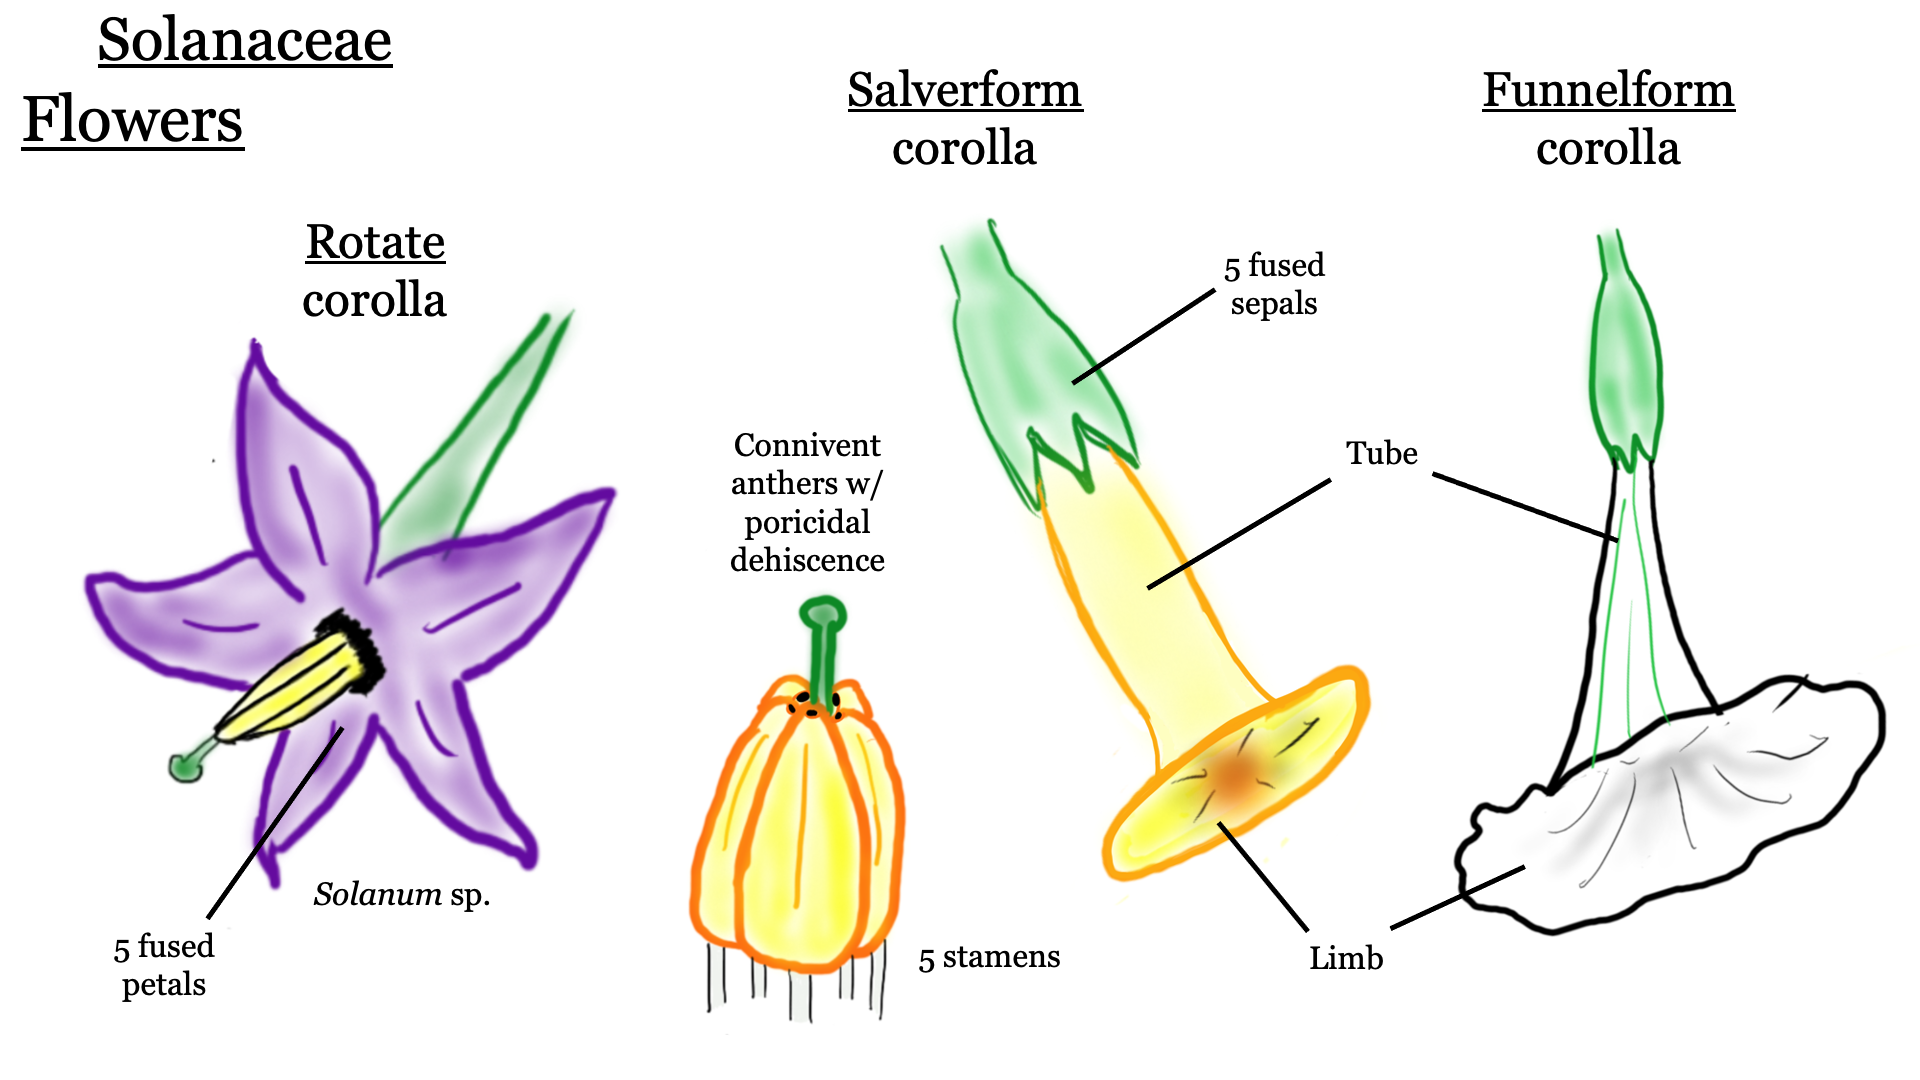 Solanaceae
Flowers
Rotate
corolla
Salverform
corolla
Funnelform
corolla
5 fused
sepals
Tube
Connivent
anthers w/
poricidal
dehiscence
Solanum sp.
5 fused
petals
5 stamens
Limb